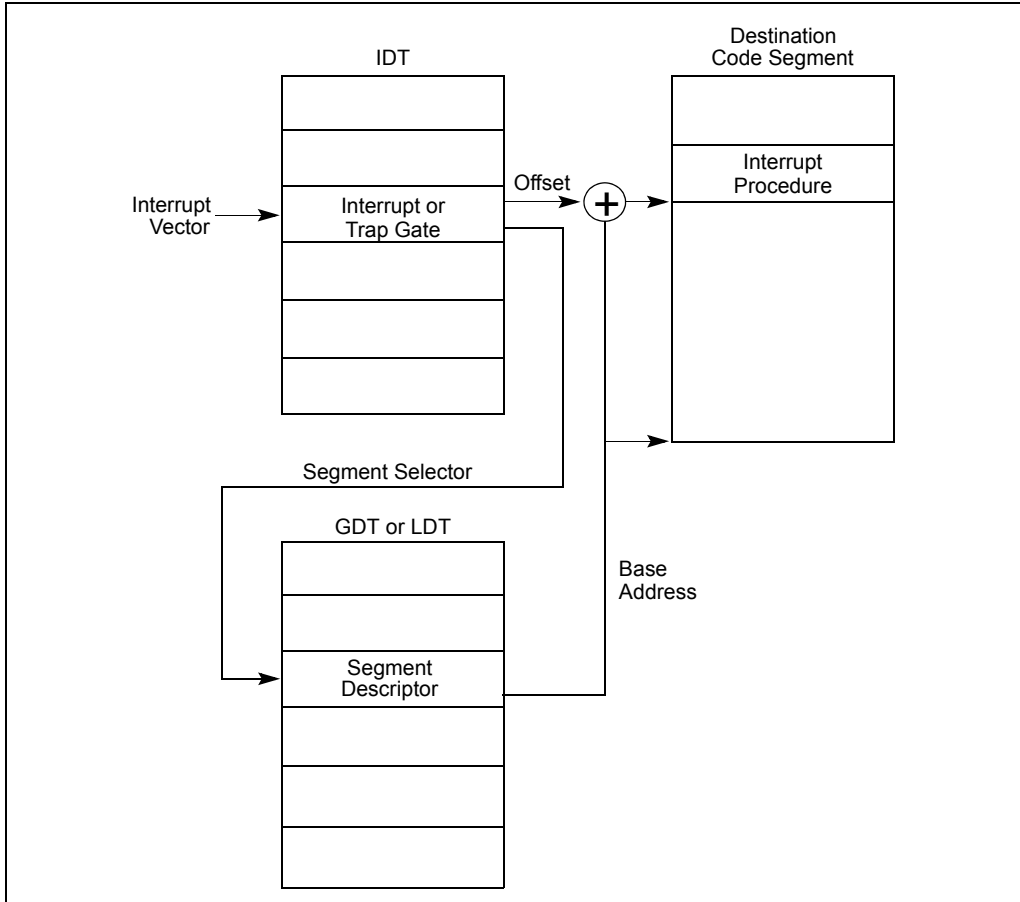 IDT
Destination
Code Segment
Interrupt
Vector
Interrupt or
Trap Gate
Offset
+
Interrupt
Procedure
Segment Selector
GDT or LDT
Base
Address
Segment
Descriptor